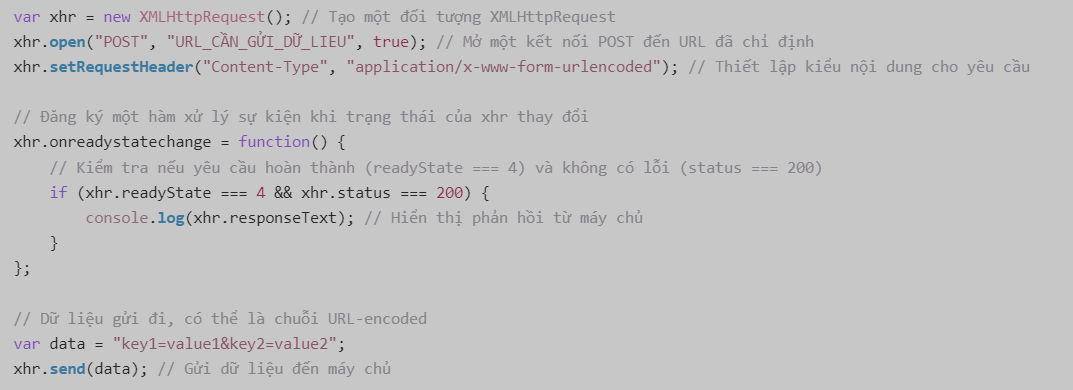 var xhr = new XMLHttpRequest(); // Tạo một đối tượng XMLHttpRequest
xhr.open("POST", "URL_CẦN_GỬI_DỮ_LIEU", true); // Mở một kết nối POST đến URL đã chỉ định
xhr.setRequestHeader("Content-Type", "application/x-www-form-urlencoded"); // Thiết lập kiểu nội dung cho yêu cầu
// Đăng ký một hàm xử lý sự kiện khi trạng thái của xhr thay đổi
xhr.onreadystatechange = function() {
    // Kiểm tra nếu yêu cầu hoàn thành (readyState === 4) và không có lỗi (status === 200)
    if (xhr.readyState === 4 && xhr.status === 200) {
        console.log(xhr.responseText); // Hiển thị phản hồi từ máy chủ
    }
};
// Dữ liệu gửi đi, có thể là chuỗi URL-encoded
var data = "key1=value1&key2=value2";
xhr.send(data); // Gửi dữ liệu đến máy chủ